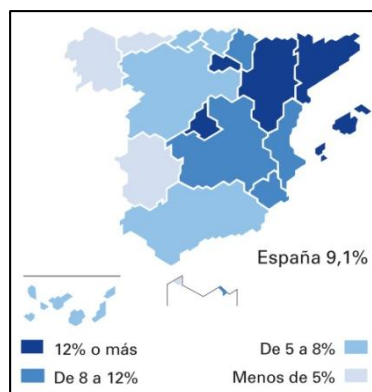 España 9,1%
12% o más
De 5 a 8%
De 8 a 12%
Menos de 5%